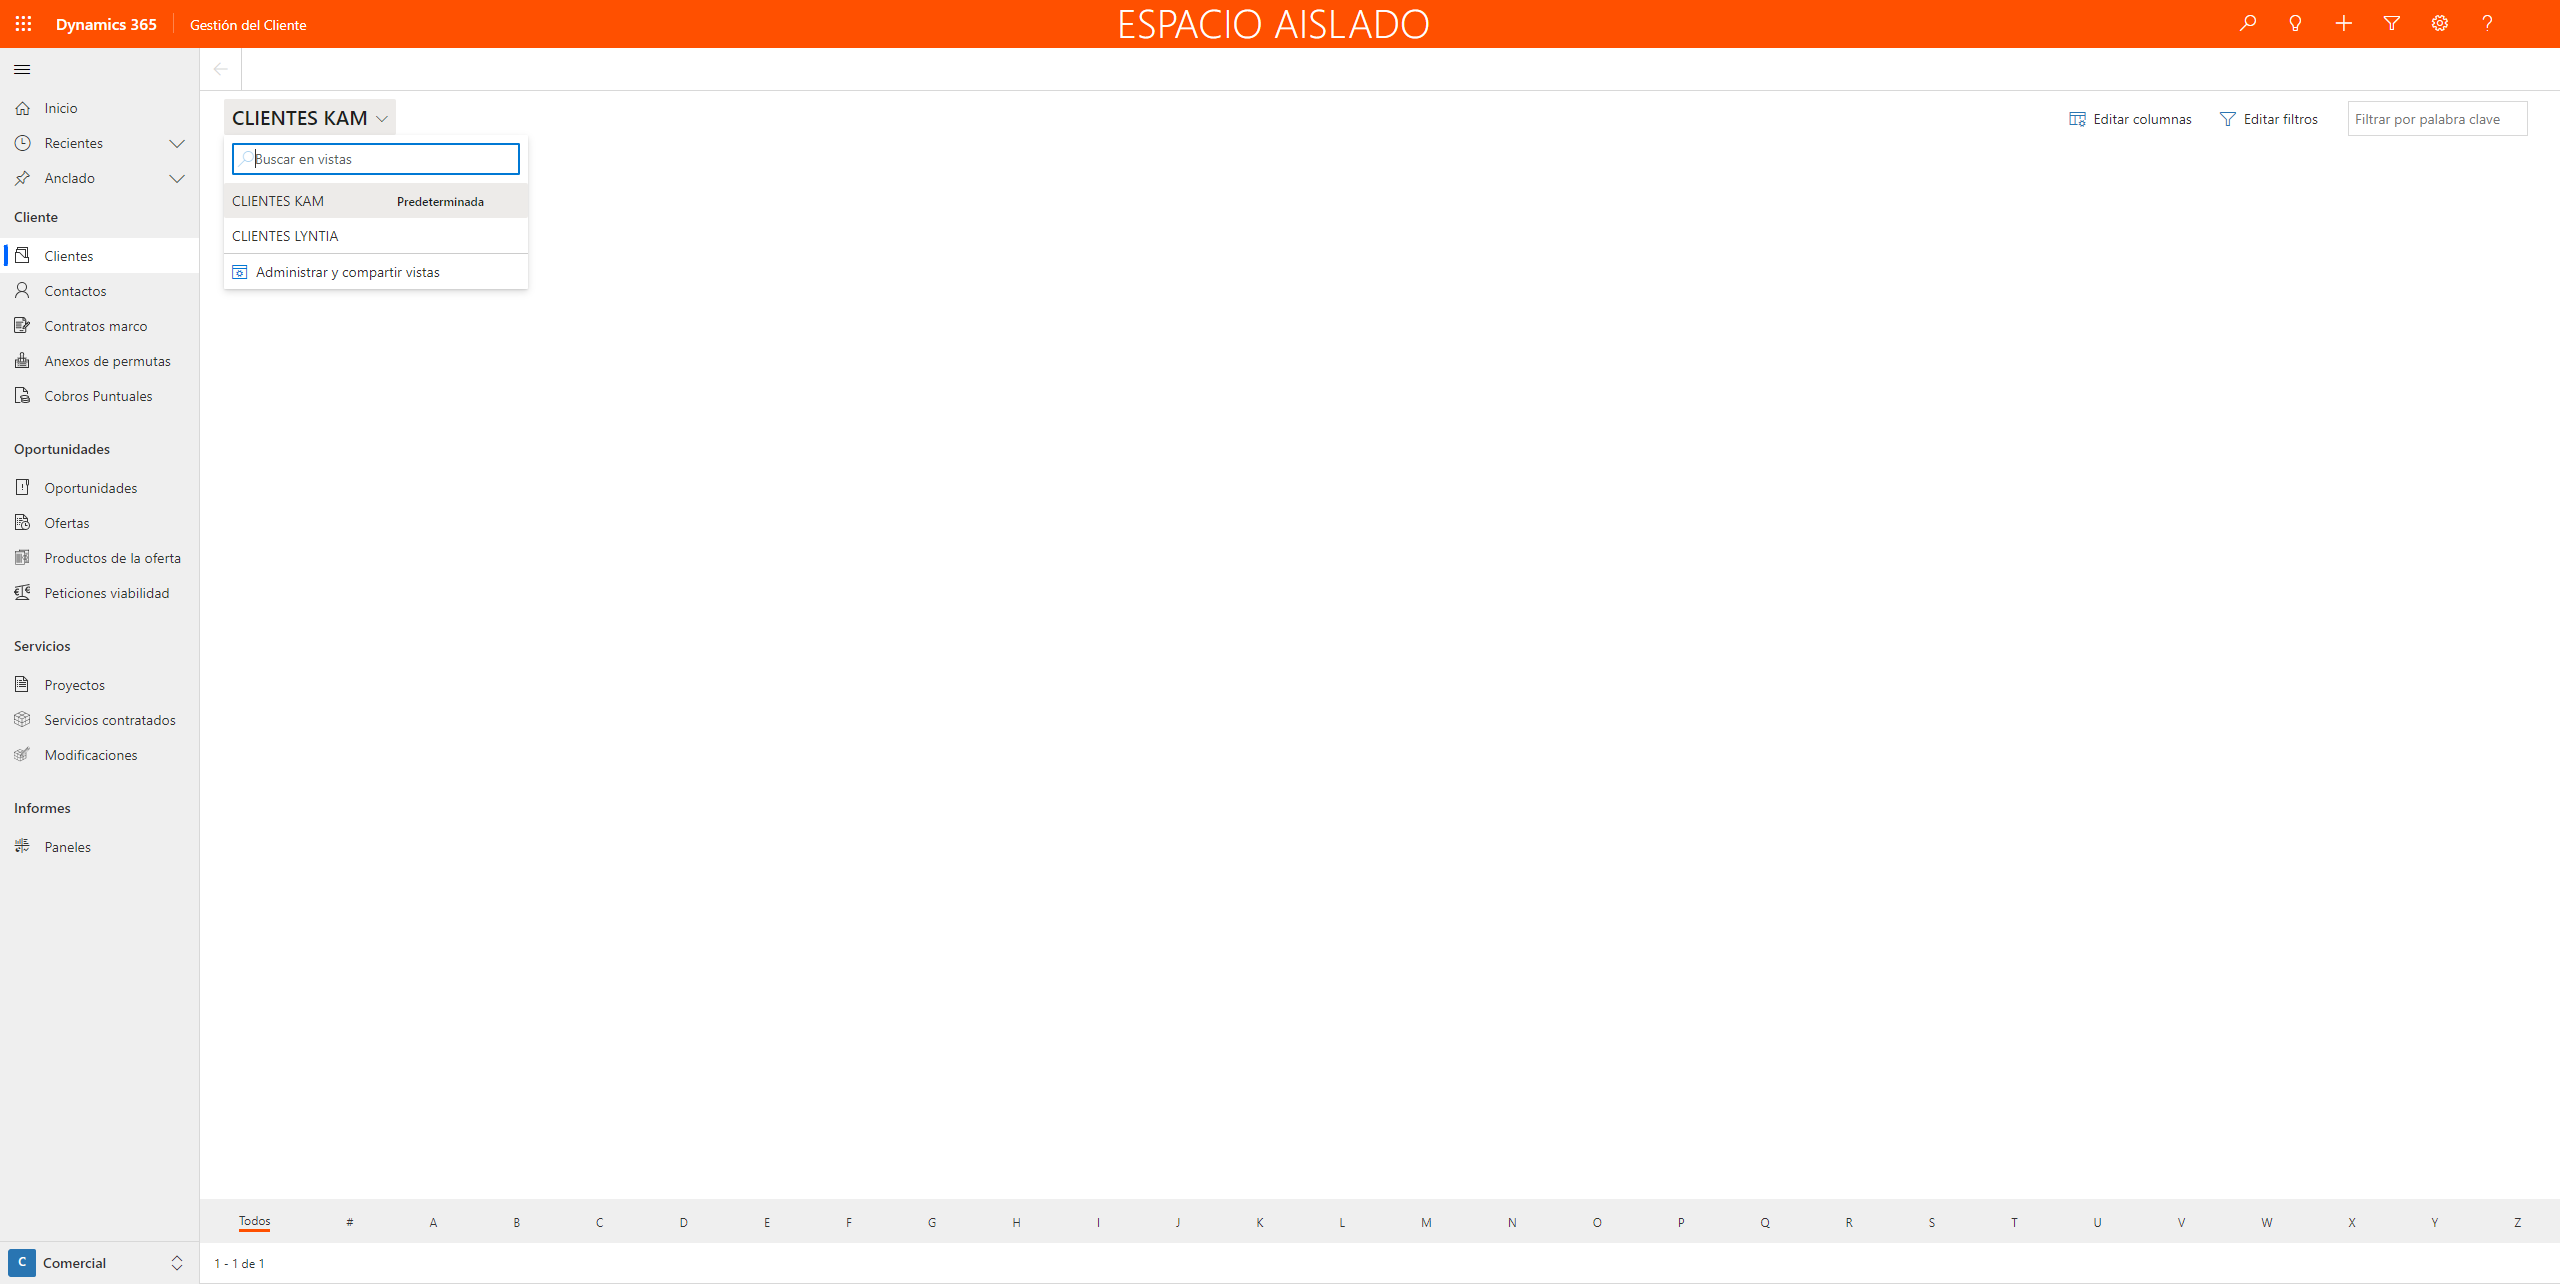 Dynamics 365
Gestión del Cliente
ESPACIO AISLADO
?
Inicio
Recientes
Anclado
Cliente
Clientes
Contactos
Contratos marco
Anexos de permutas
Cobros Puntuales
Oportunidades
Oportunidades
Ofertas
Productos de la oferta
Peticiones viabilidad
Servicios
Proyectos
Servicios contratados
Modificaciones
Informes
Paneles
C Comercial
CLIENTES KAM
Editar columnas
Editar filtros
Filtrar por palabra clave
Buscar en vistas
CLIENTES KAM Predeterminada
CLIENTES LYNTIA
Administrar y compartir vistas
Todos # A B C D E F G H I J K L M N O P Q R S T U V W X Y Z
1 - 1 de 1